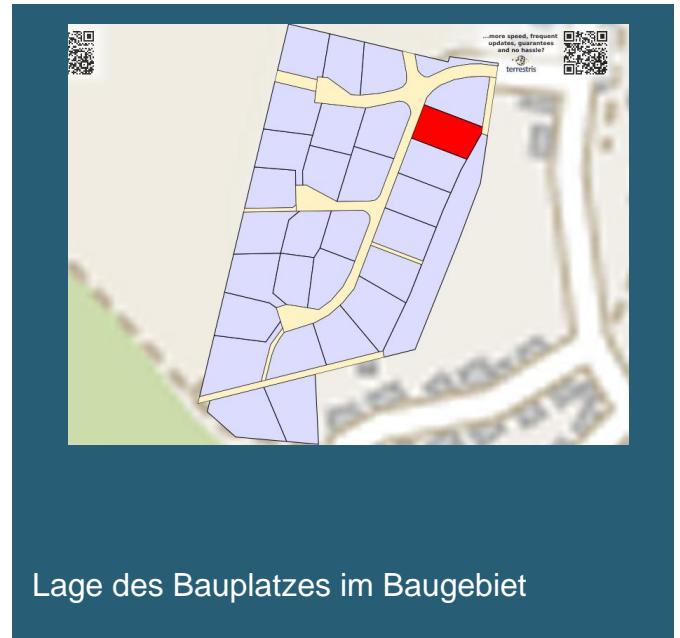 ...more speed, frequent
updates, guarantees
and no hassle?
terrestris
Lage des Bauplatzes im Baugebiet